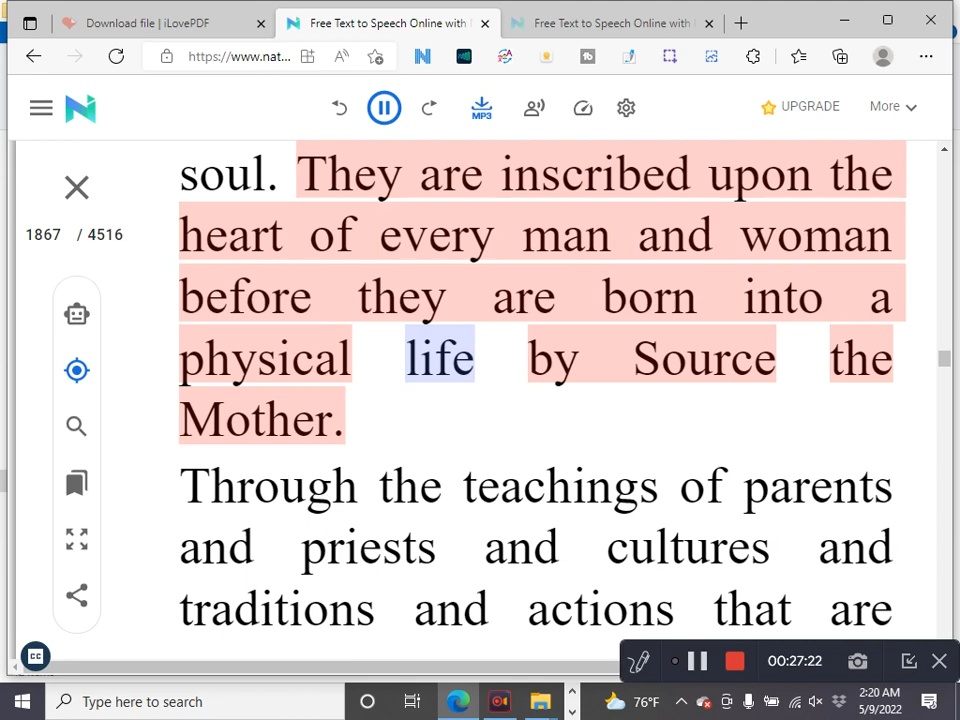 Download file | iLovePDF
Free Text to Speech Online with
Free Text to Speech Online with
https://www.nat...
UPGRADE
More
MP3
1867 / 4516
soul. They are inscribed upon the
heart of every man and woman
before they are born into a
physical life by Source the
Mother.
Through the teachings of parents
and priests and cultures and
traditions and actions that are
CC
00:27:22
Type here to search
76°F
2:20 AM
5/9/2022